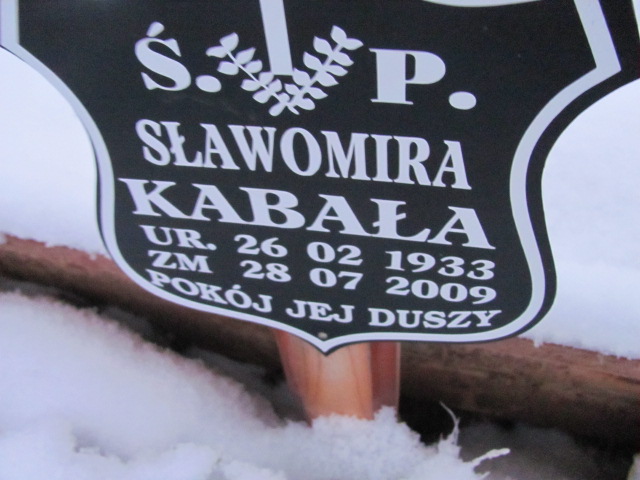 Ś. P.
SŁAWOMIRA
KABAŁA
UR. 26 02 1933
ZM 28 07 2009
POKÓJ JEJ DUSZY